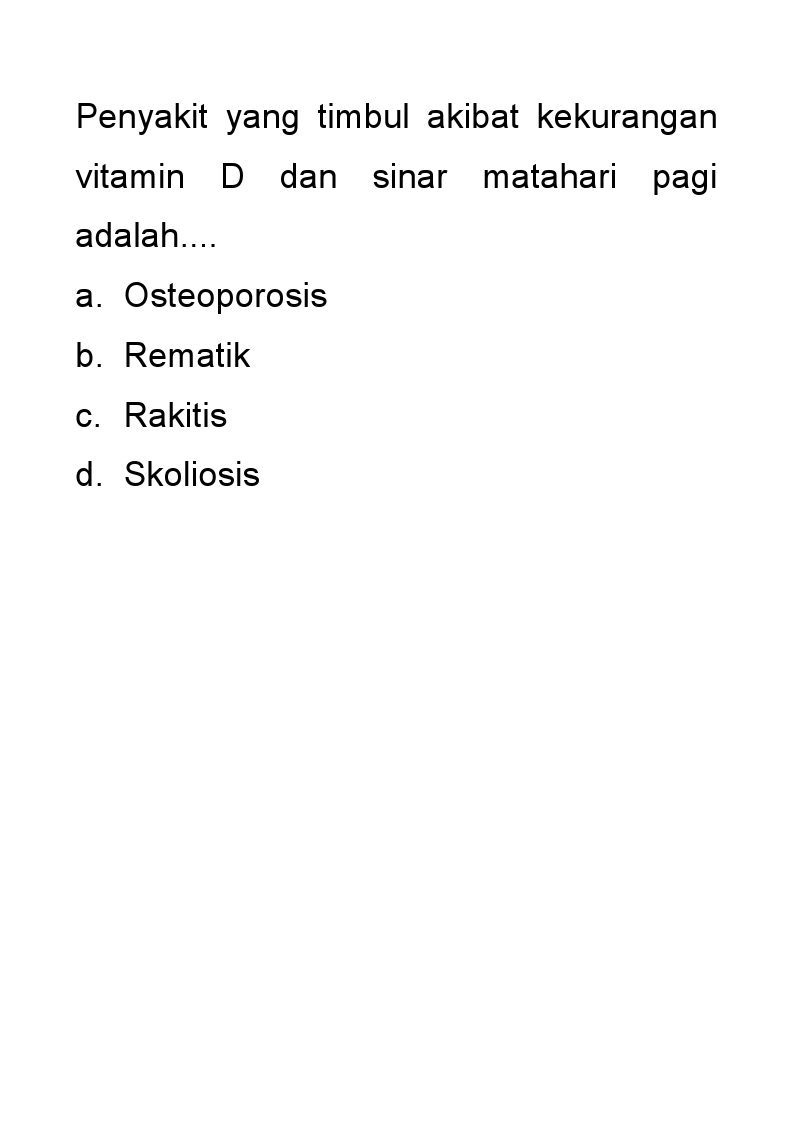 Penyakit yang timbul akibat kekurangan
vitamin D dan sinar matahari pagi
adalah....
a. Osteoporosis
b. Rematik
c. Rakitis
d. Skoliosis